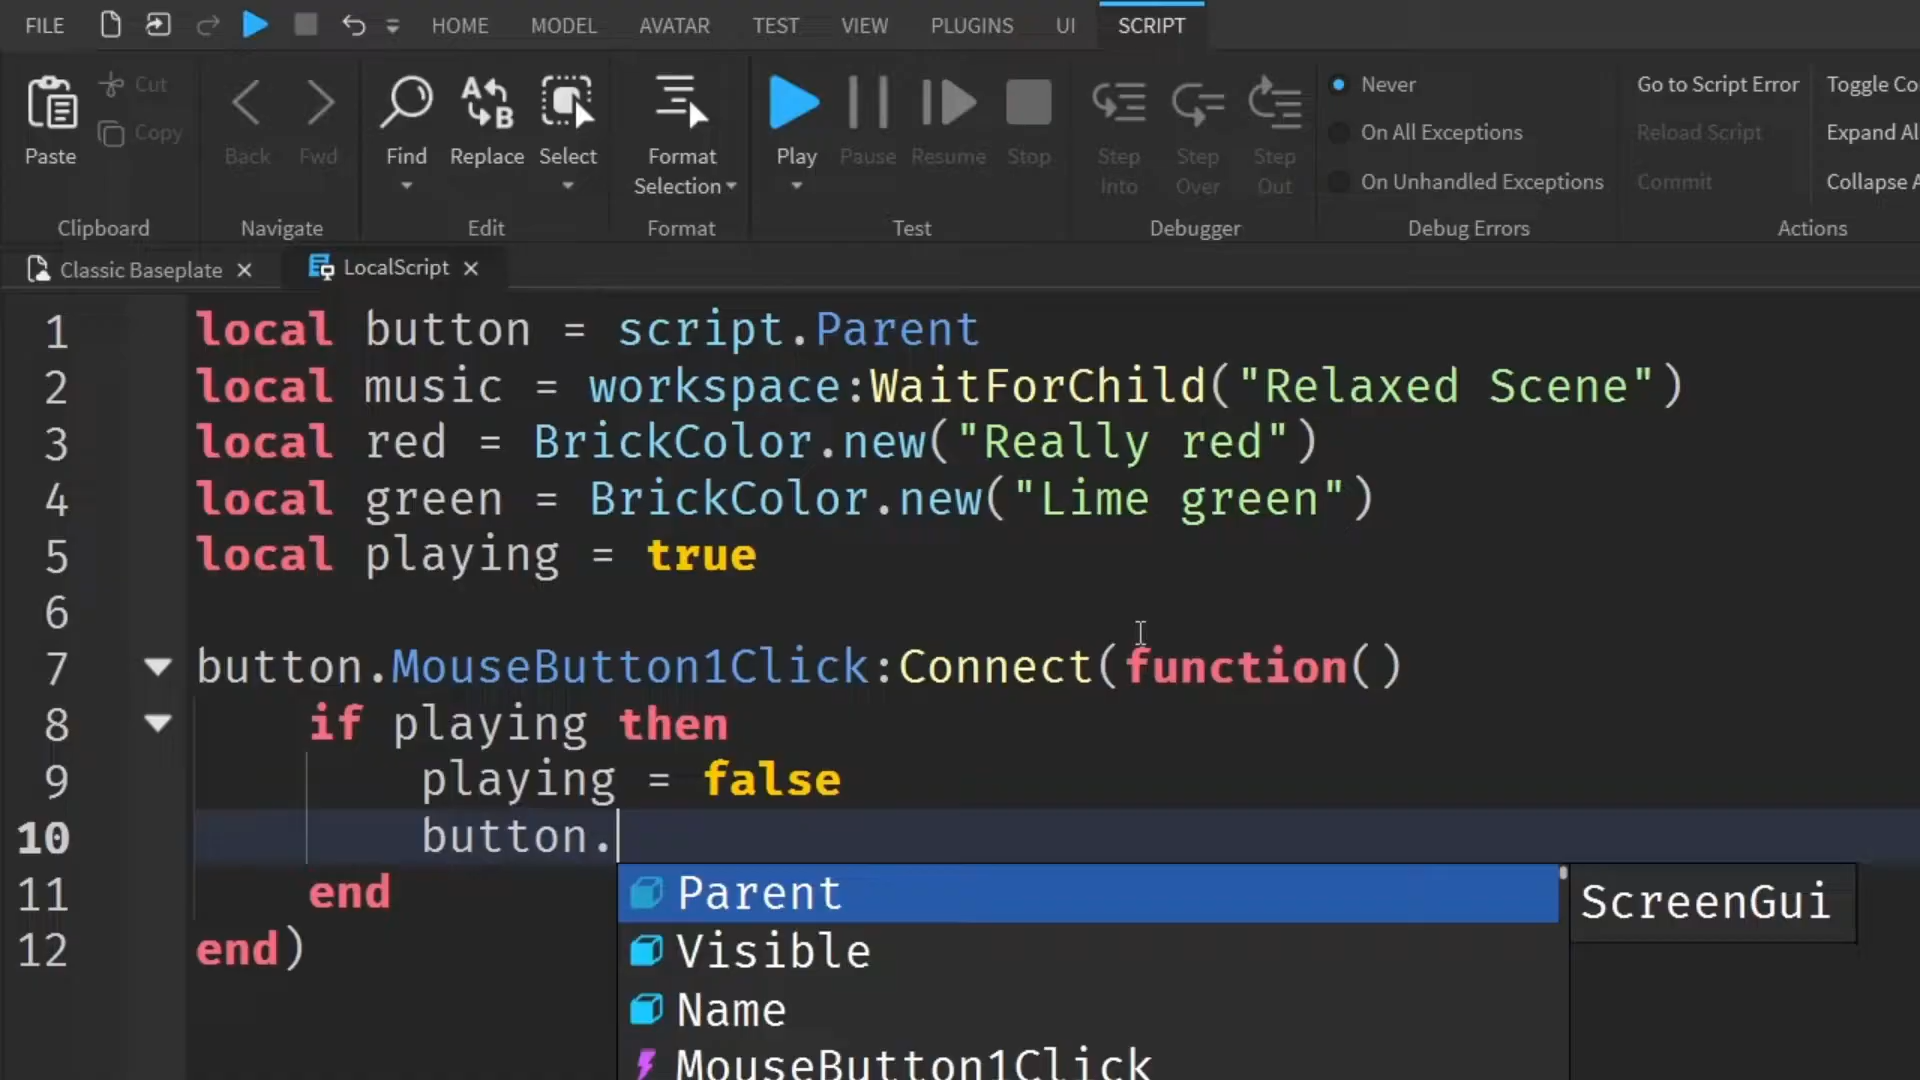 FILE HOME MODEL AVATAR TEST VIEW PLUGINS UI SCRIPT
Paste Cut Copy Back Fwd Find Replace Select Format Selection Play Pause Resume Stop Step Into Step Over Step Out
Never
On All Exceptions
On Unhandled Exceptions
Go to Script Error
Reload Script
Commit
Toggle Co
Expand Al
Collapse A
Clipboard Navigate Edit Format Test Debugger Debug Errors Actions
Classic Baseplate LocalScript
1 local button = script.Parent
2 local music = workspace:WaitForChild("Relaxed Scene")
3 local red = BrickColor.new("Really red")
4 local green = BrickColor.new("Lime green")
5 local playing = true
6
7 button.MouseButton1Click:Connect(function()
8 if playing then
9 playing = false
10 button.
11 end
12 end)
Parent
Visible
Name
MouseButton1Click
ScreenGui